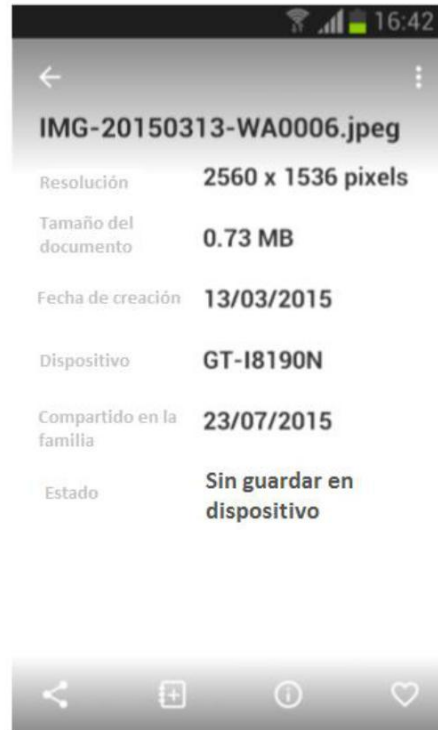 16:42
IMG-20150313-WA0006.jpeg
Resolución 2560 x 1536 pixels
Tamaño del
documento 0.73 MB
Fecha de creación 13/03/2015
Dispositivo GT-I8190N
Compartido en la
familia 23/07/2015
Estado Sin guardar en
dispositivo